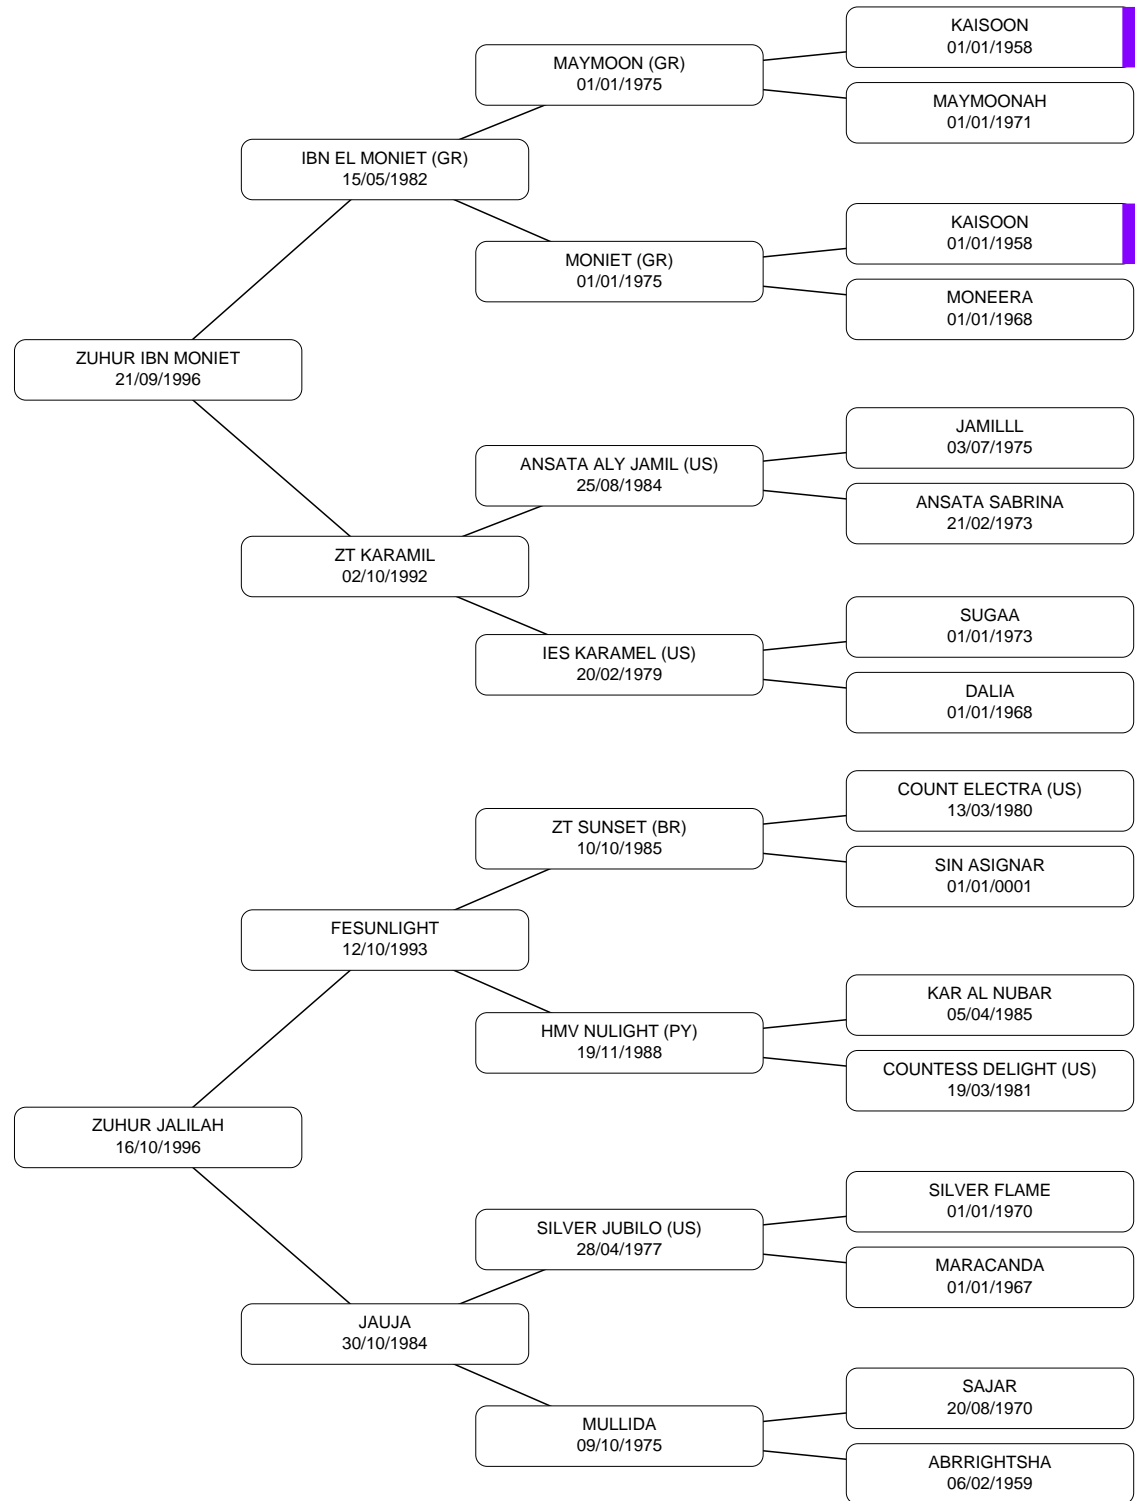 KAISOON
01/01/1958
MAYMOON (GR)
01/01/1975
MAYMOONAH
01/01/1971
IBN EL MONIET (GR)
15/05/1982
KAISOON
01/01/1958
MONIET (GR)
01/01/1975
MONEERA
01/01/1968
ZUHUR IBN MONIET
21/09/1996
JAMILLL
03/07/1975
ANSATA ALY JAMIL (US)
25/08/1984
ANSATA SABRINA
21/02/1973
ZT KARAMIL
02/10/1992
SUGAA
01/01/1973
IES KARAMEL (US)
20/02/1979
DALIA
01/01/1968
COUNT ELECTRA (US)
13/03/1980
ZT SUNSET (BR)
10/10/1985
SIN ASIGNAR
01/01/0001
FESUNLIGHT
12/10/1993
KAR AL NUBAR
05/04/1985
HMV NULIGHT (PY)
19/11/1988
COUNTESS DELIGHT (US)
19/03/1981
ZUHUR JALILAH
16/10/1996
SILVER FLAME
01/01/1970
SILVER JUBILO (US)
28/04/1977
MARACANDA
01/01/1967
JAUJA
30/10/1984
SAJAR
20/08/1970
MULLIDA
09/10/1975
ABRRIGHTSHA
06/02/1959